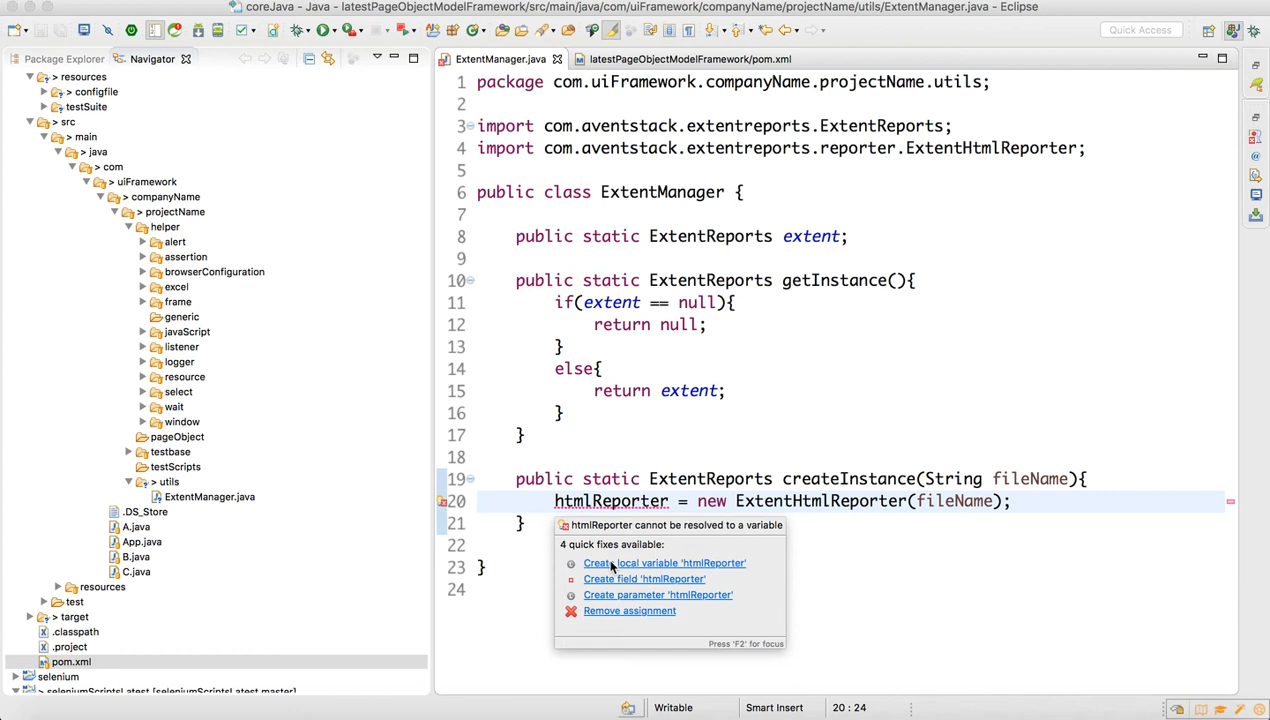 coreJava - Java - latestPageObjectModelFramework/src/main/java/com/uiFramework/companyName/projectName/utils/ExtentManager.java - Eclipse
Quick Access
Package Explorer
Navigator
ExtentManager.java
latestPageObjectModelFramework/pom.xml
> resources
> configfile
> testSuite
> src
> main
> java
> com
> uiFramework
> companyName
> projectName
helper
> alert
> assertion
> browserConfiguration
> excel
> frame
generic
> javaScript
> listener
> logger
> resource
> select
> wait
> window
pageObject
> testbase
testScripts
> utils
ExtentManager.java
.DS_Store
A.java
App.java
B.java
C.java
> resources
> test
> target
.classpath
.project
pom.xml
selenium
> seleniumScriptsLatest [seleniumScriptsLatest master]
1 package com.uiFramework.companyName.projectName.utils;
2
3 import com.aventstack.extentreports.ExtentReports;
4 import com.aventstack.extentreports.reporter.ExtentHtmlReporter;
5
6 public class ExtentManager {
7
8 public static ExtentReports extent;
9
10 public static ExtentReports getInstance(){
11 if(extent == null){
12 return null;
13 }
14 else{
15 return extent;
16 }
17 }
18
19 public static ExtentReports createInstance(String fileName){
20 htmlReporter = new ExtentHtmlReporter(fileName);
21 }
22
23 }
24
htmlReporter cannot be resolved to a variable
4 quick fixes available:
Create local variable 'htmlReporter'
Create field 'htmlReporter'
Create parameter 'htmlReporter'
Remove assignment
Press 'F2' for focus
Writable
Smart Insert
20 : 24